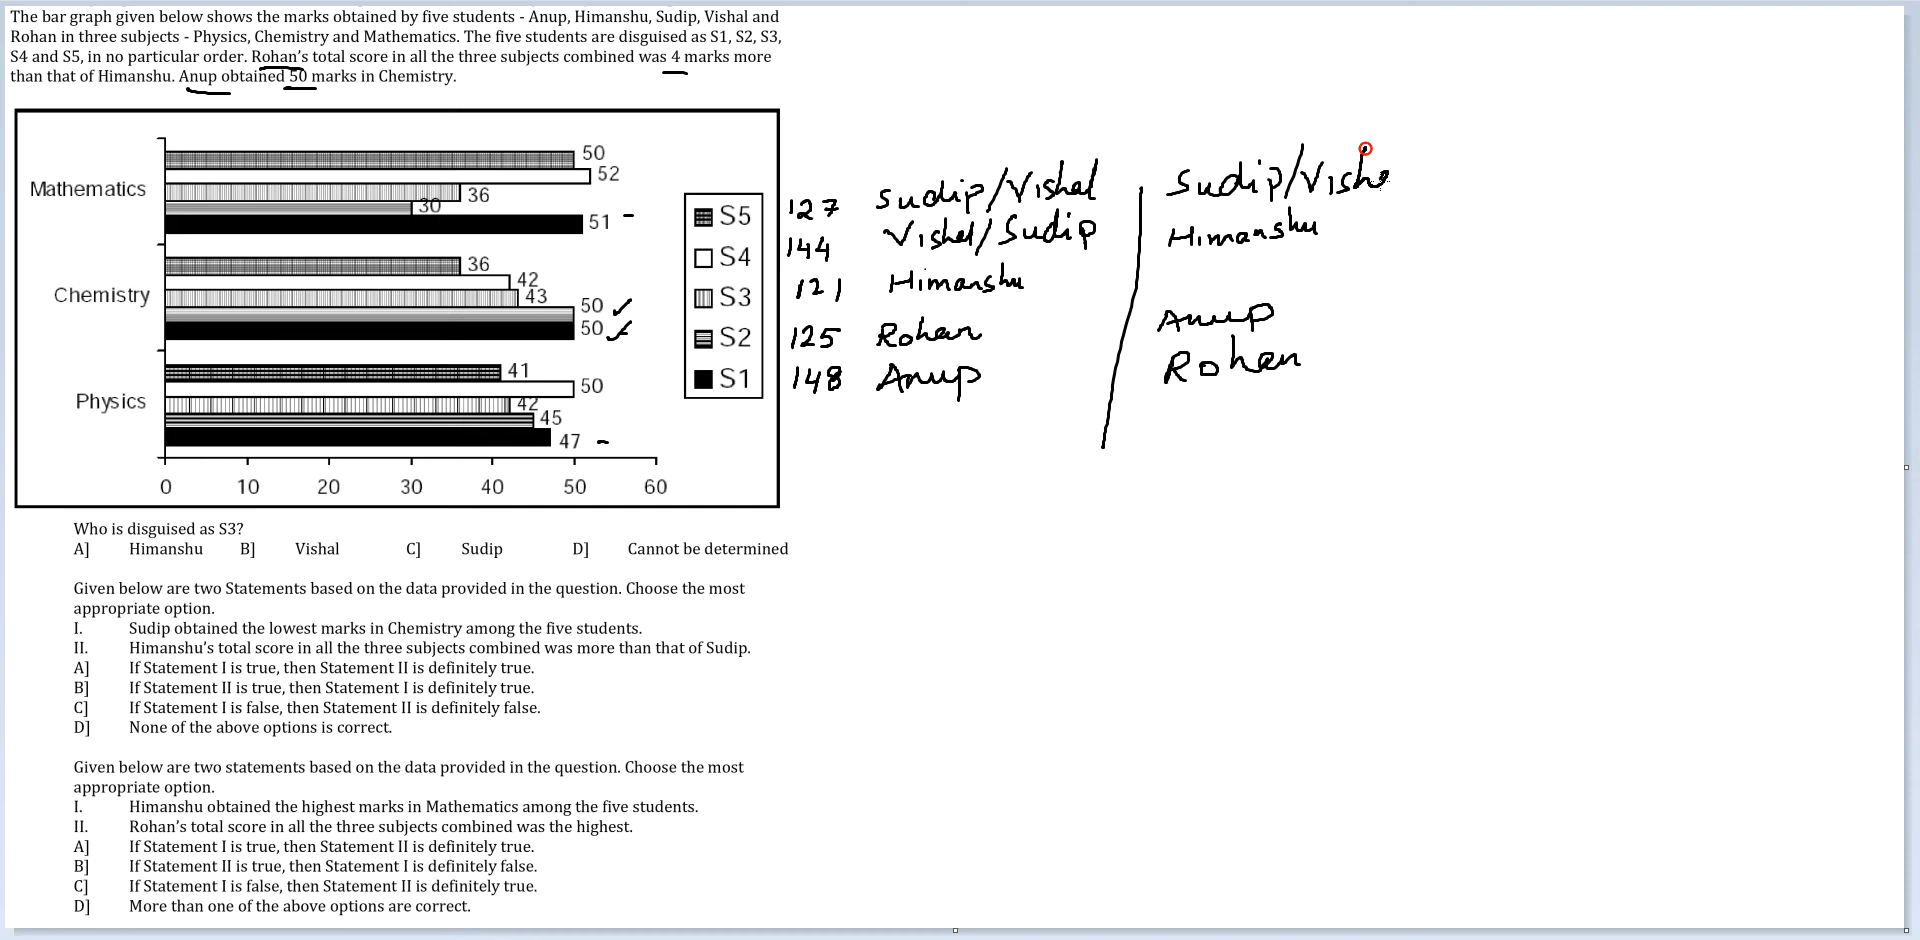 The bar graph given below shows the marks obtained by five students - Anup, Himanshu, Sudip, Vishal and
Rohan in three subjects - Physics, Chemistry and Mathematics. The five students are disguised as S1, S2, S3,
S4 and S5, in no particular order. Rohan's total score in all the three subjects combined was 4 marks more
than that of Himanshu. Anup obtained 50 marks in Chemistry.
Mathematics
50
52
36
30
51 -
Chemistry
36
42
43
50 ✓
50 ✓
Physics
41
50
42
45
47 -
0 10 20 30 40 50 60
S5
S4
S3
S2
S1
127 Sudip/Vishal
144 Vishal/Sudip
121 Himanshu
125 Rohan
148 Anup
Sudip/Visha
Himanshu
Anup
Rohan
Who is disguised as S3?
A] Himanshu B] Vishal C] Sudip D] Cannot be determined
Given below are two Statements based on the data provided in the question. Choose the most
appropriate option.
I. Sudip obtained the lowest marks in Chemistry among the five students.
II. Himanshu's total score in all the three subjects combined was more than that of Sudip.
A] If Statement I is true, then Statement II is definitely true.
B] If Statement II is true, then Statement I is definitely true.
C] If Statement I is false, then Statement II is definitely false.
D] None of the above options is correct.
Given below are two statements based on the data provided in the question. Choose the most
appropriate option.
I. Himanshu obtained the highest marks in Mathematics among the five students.
II. Rohan's total score in all the three subjects combined was the highest.
A] If Statement I is true, then Statement II is definitely true.
B] If Statement II is true, then Statement I is definitely false.
C] If Statement I is false, then Statement II is definitely true.
D] More than one of the above options are correct.